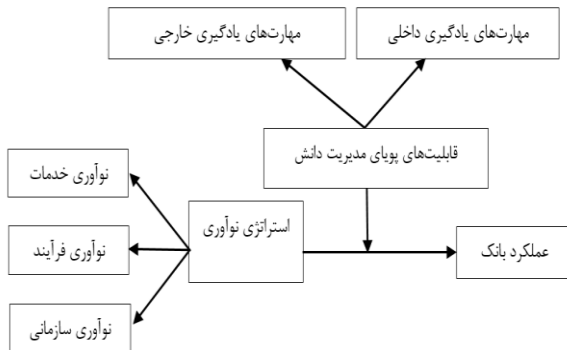 مهارت‌های یادگیری داخلی
مهارت‌های یادگیری خارجی
قابلیت‌های پویای مدیریت دانش
نوآوری خدمات
استراتژی نوآوری
نوآوری فرآیند
عملکرد بانک
نوآوری سازمانی